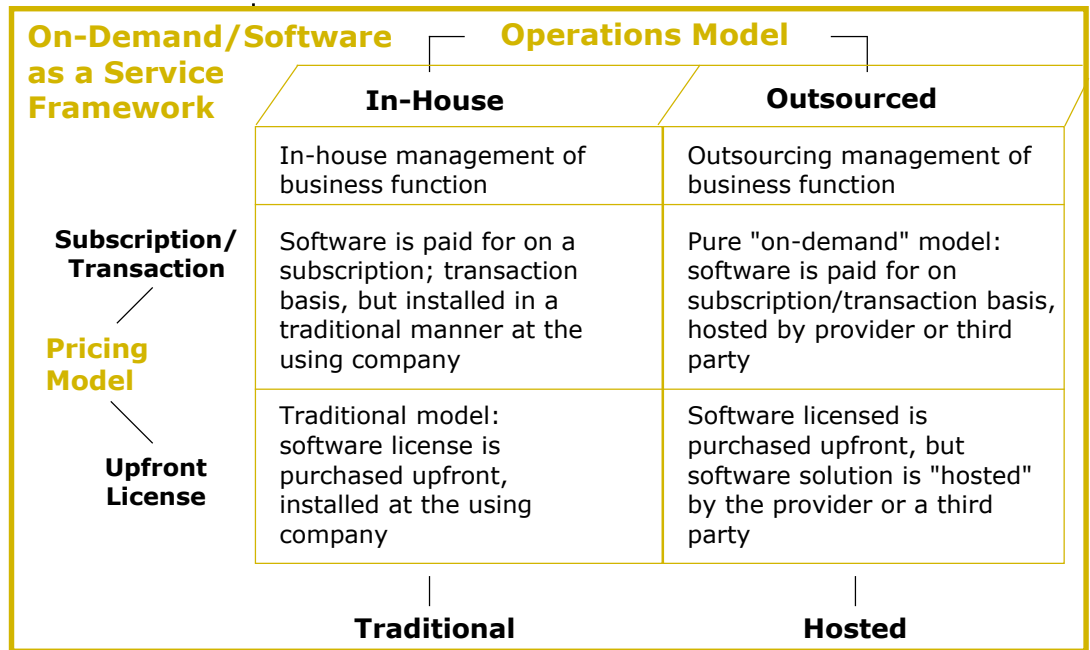 On-Demand/Software
as a Service
Framework
Operations Model
In-House
Outsourced
In-house management of
business function
Outsourcing management of
business function
Subscription/
Transaction
Software is paid for on a
subscription; transaction
basis, but installed in a
traditional manner at the
using company
Pure "on-demand" model:
software is paid for on
subscription/transaction basis,
hosted by provider or third
party
Pricing
Model
Upfront
License
Traditional model:
software license is
purchased upfront,
installed at the using
company
Software licensed is
purchased upfront, but
software solution is "hosted"
by the provider or a third
party
Traditional
Hosted